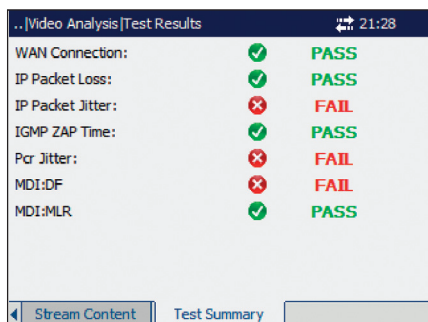 ..|Video Analysis|Test Results 21:28
WAN Connection: PASS
IP Packet Loss: PASS
IP Packet Jitter: FAIL
IGMP ZAP Time: PASS
Pcr Jitter: FAIL
MDI:DF FAIL
MDI:MLR PASS
Stream Content Test Summary